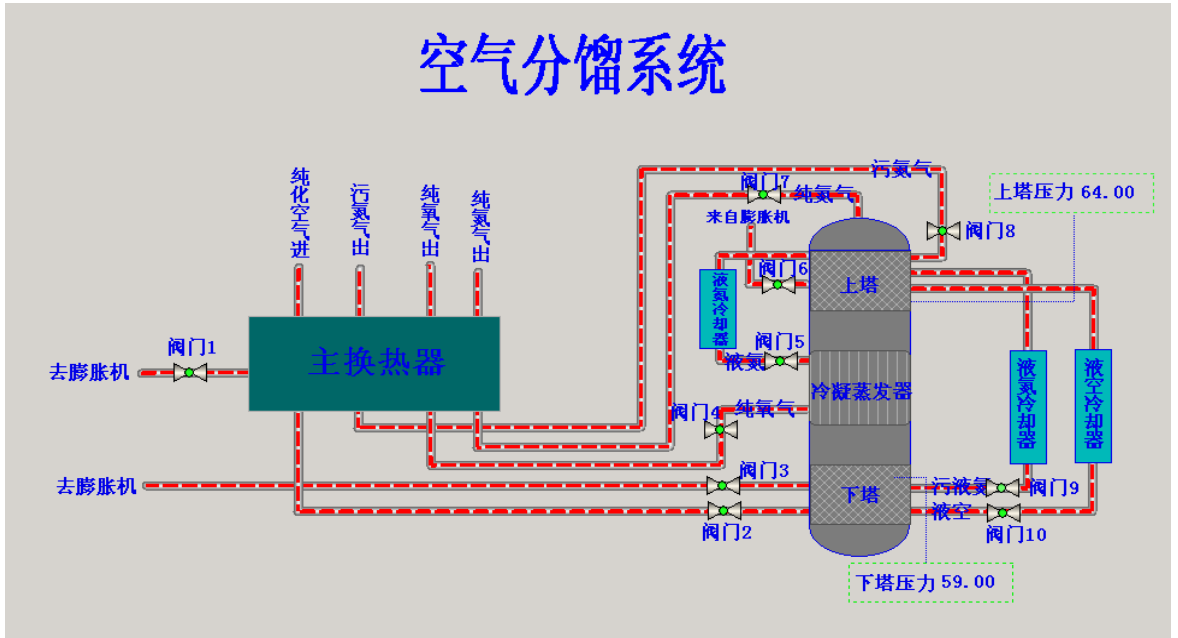 空气分馏系统
纯化空气进
污氮气出
纯氧气出
纯氮气出
污氮气
阀门7
纯氮气
上塔压力 64.00
来自膨胀机
阀门8
阀门6
上塔
液氮冷却器
阀门1
主换热器
阀门5
去膨胀机
液氮
冷凝蒸发器
液氮冷却器
液空冷却器
阀门4
纯氧气
阀门3
去膨胀机
下塔
污液氮
阀门9
液空
阀门2
阀门10
下塔压力 59.00